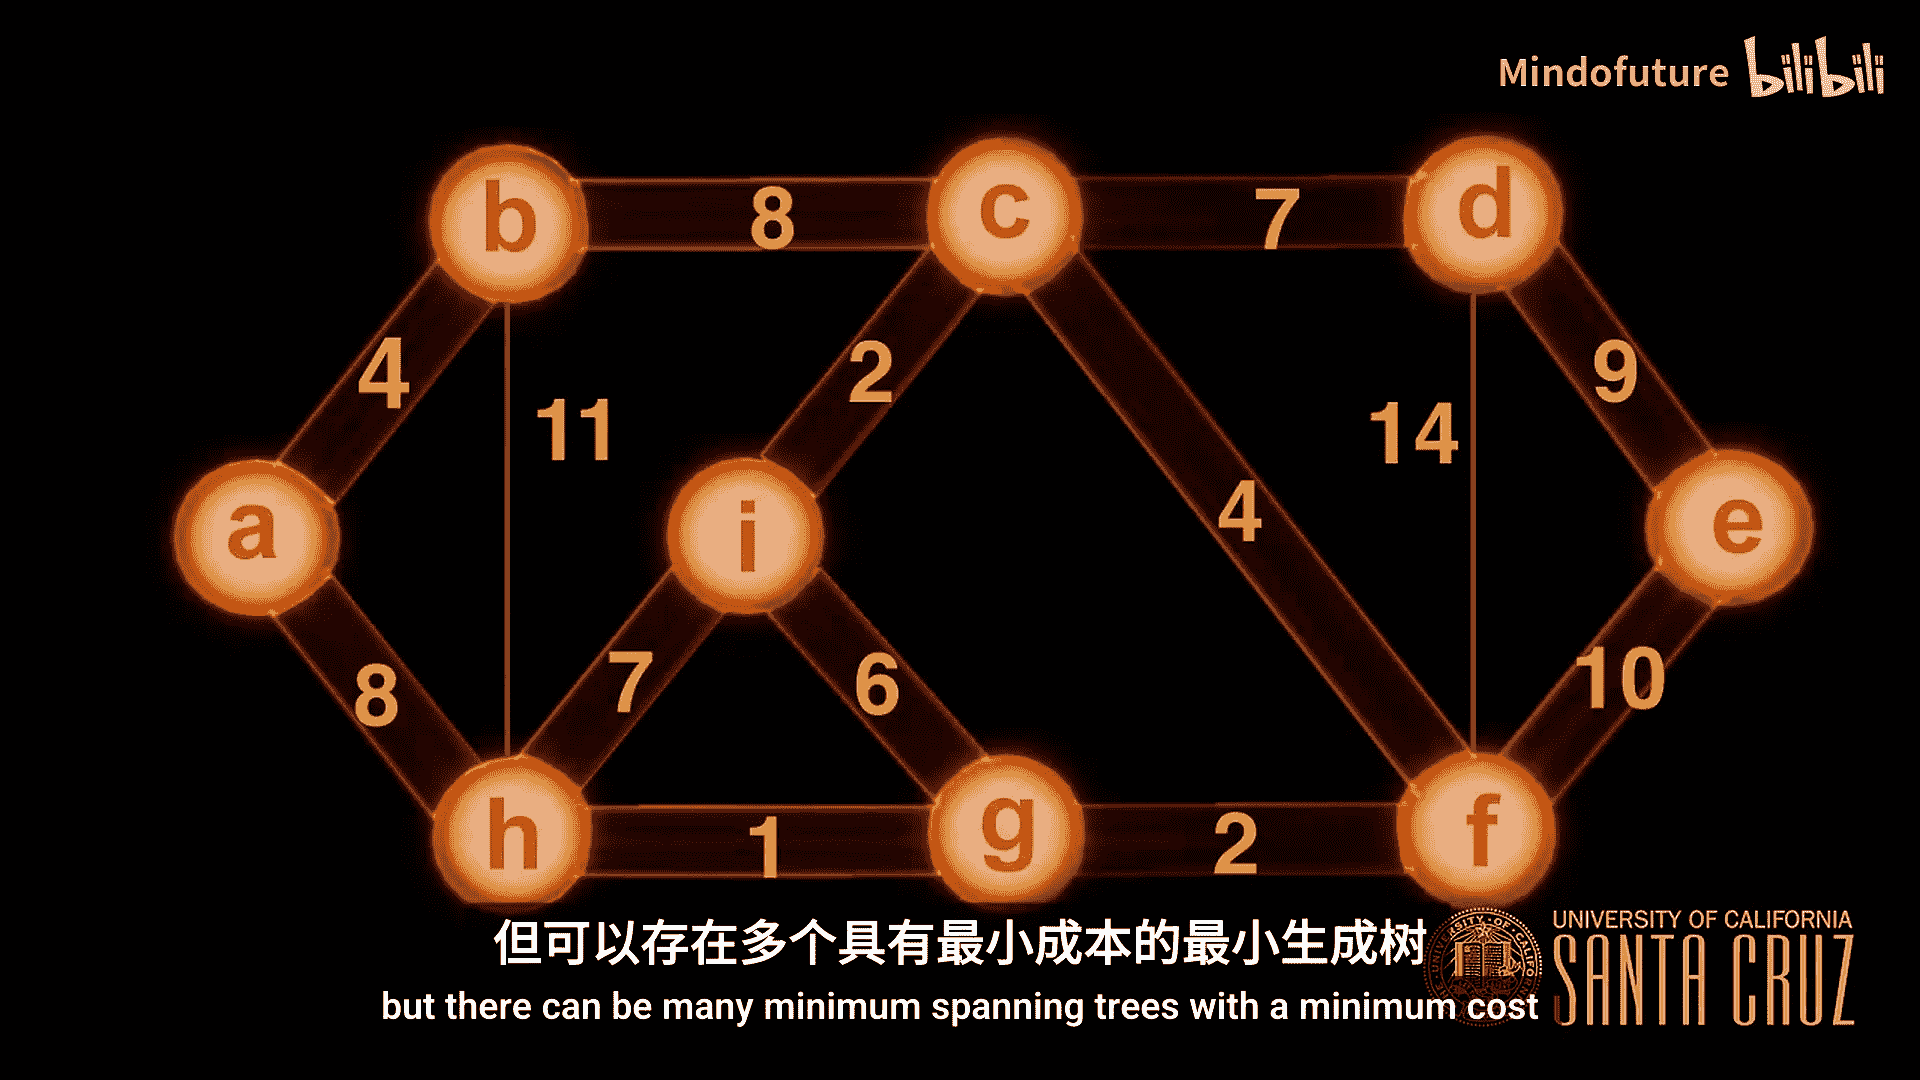 Mindofuture bilibili
b
8
c
7
d
4
11
2
14
9
a
i
4
e
8
7
6
10
h
1
g
2
f
但可以存在多个具有最小成本的最小生成树
but there can be many minimum spanning trees with a minimum cost
UNIVERSITY OF CALIFORNIA
SANTA CRUZ